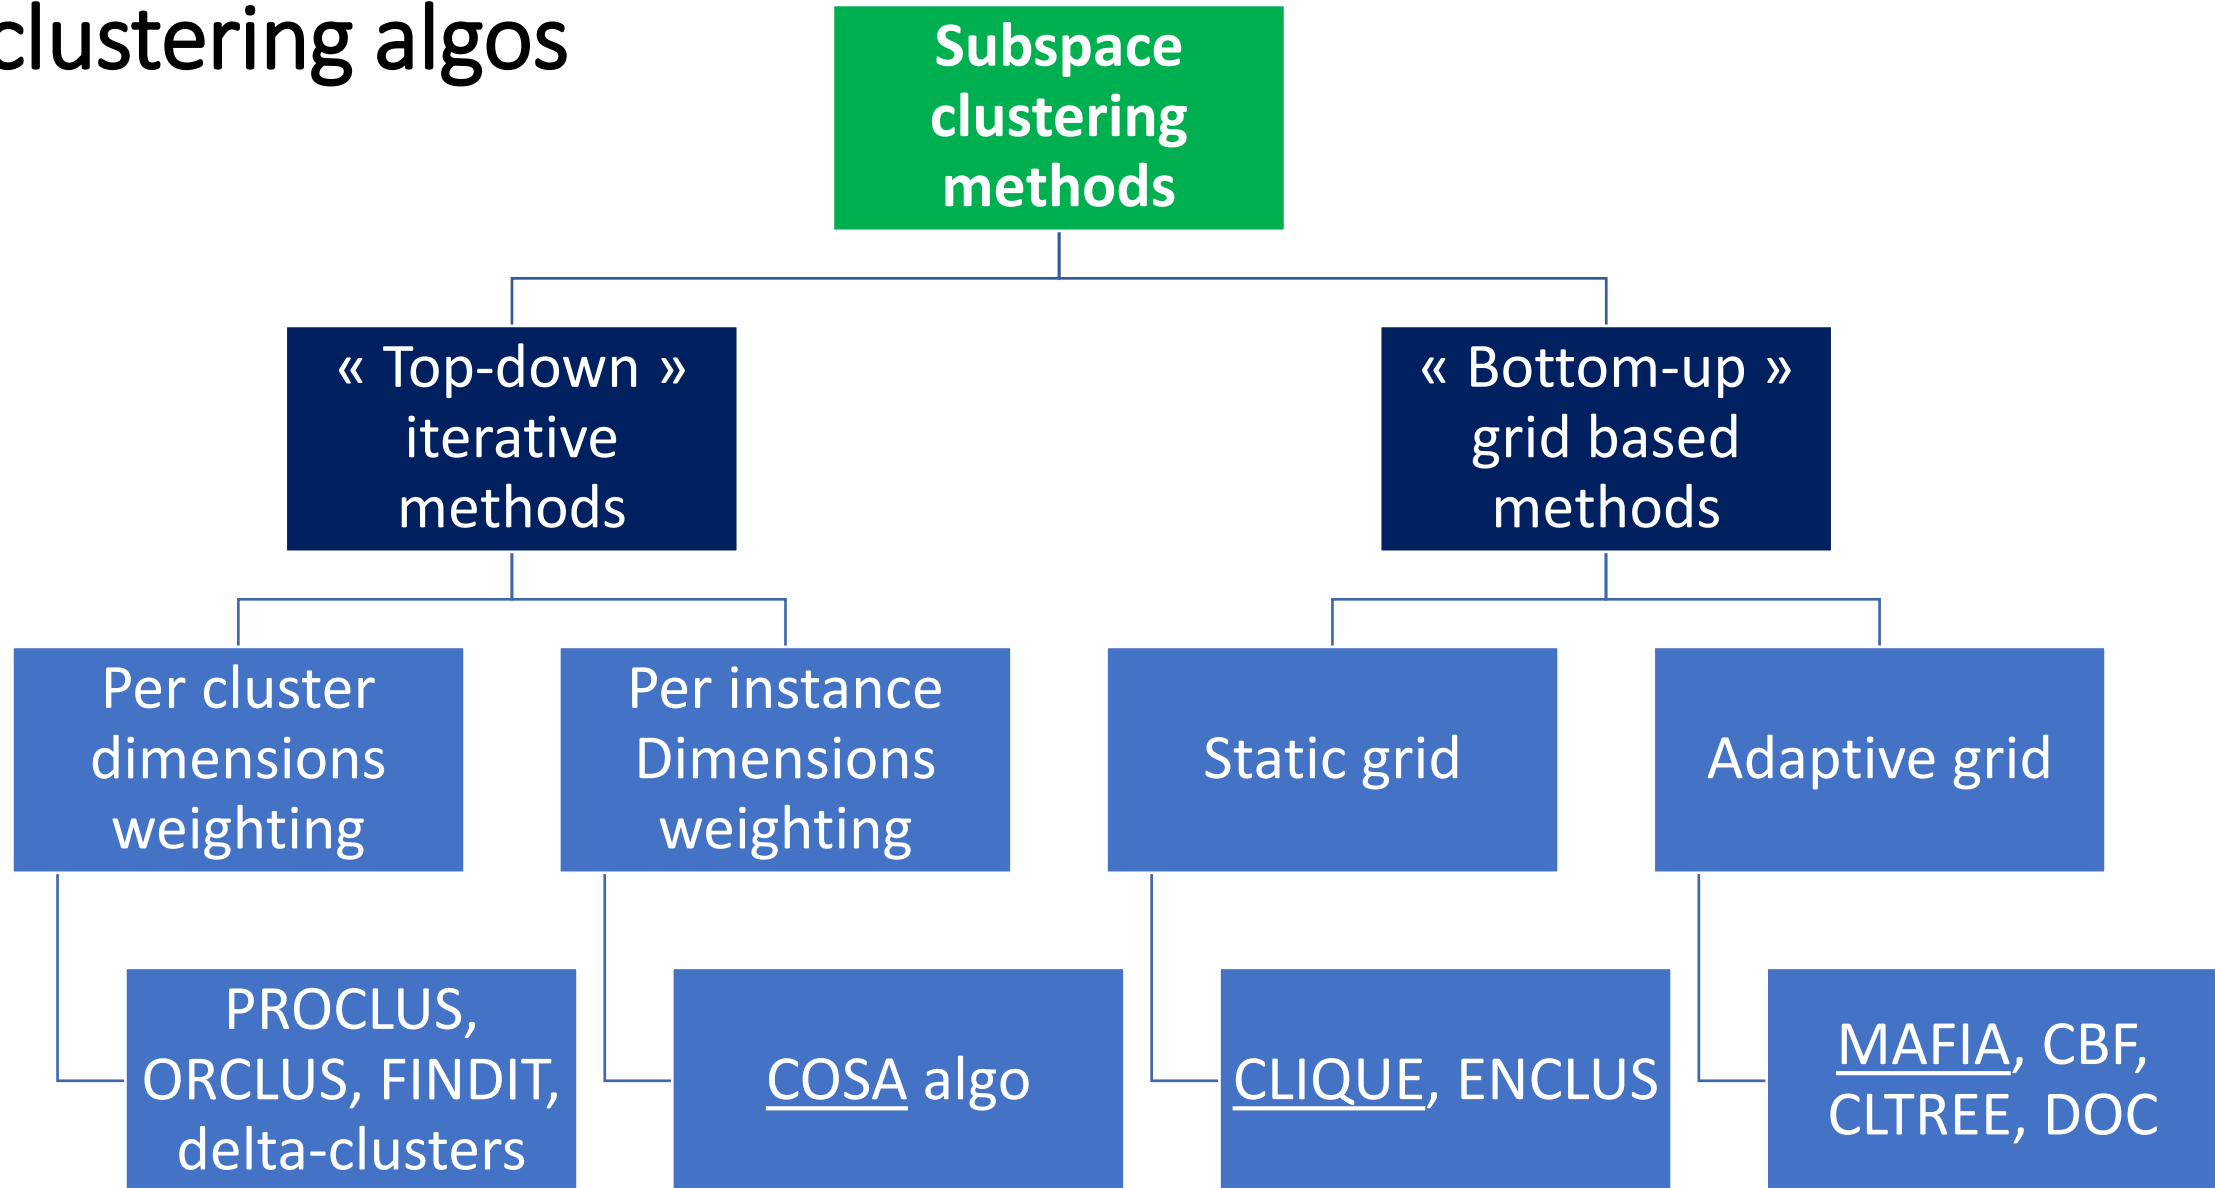 clustering algos
Subspace
clustering
methods
« Top-down »
iterative
methods
« Bottom-up »
grid based
methods
Per cluster
dimensions
weighting
Per instance
Dimensions
weighting
Static grid
Adaptive grid
PROCLUS,
ORCLUS, FINDIT,
delta-clusters
COSA algo
CLIQUE, ENCLUS
MAFIA, CBF,
CLTREE, DOC